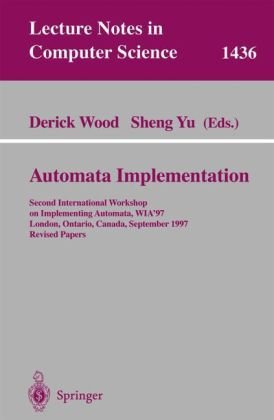 Lecture Notes in
Computer Science 1436
Derick Wood Sheng Yu (Eds.)
Automata Implementation
Second International Workshop
on Implementing Automata, WIA'97
London, Ontario, Canada, September 1997
Revised Papers
Springer